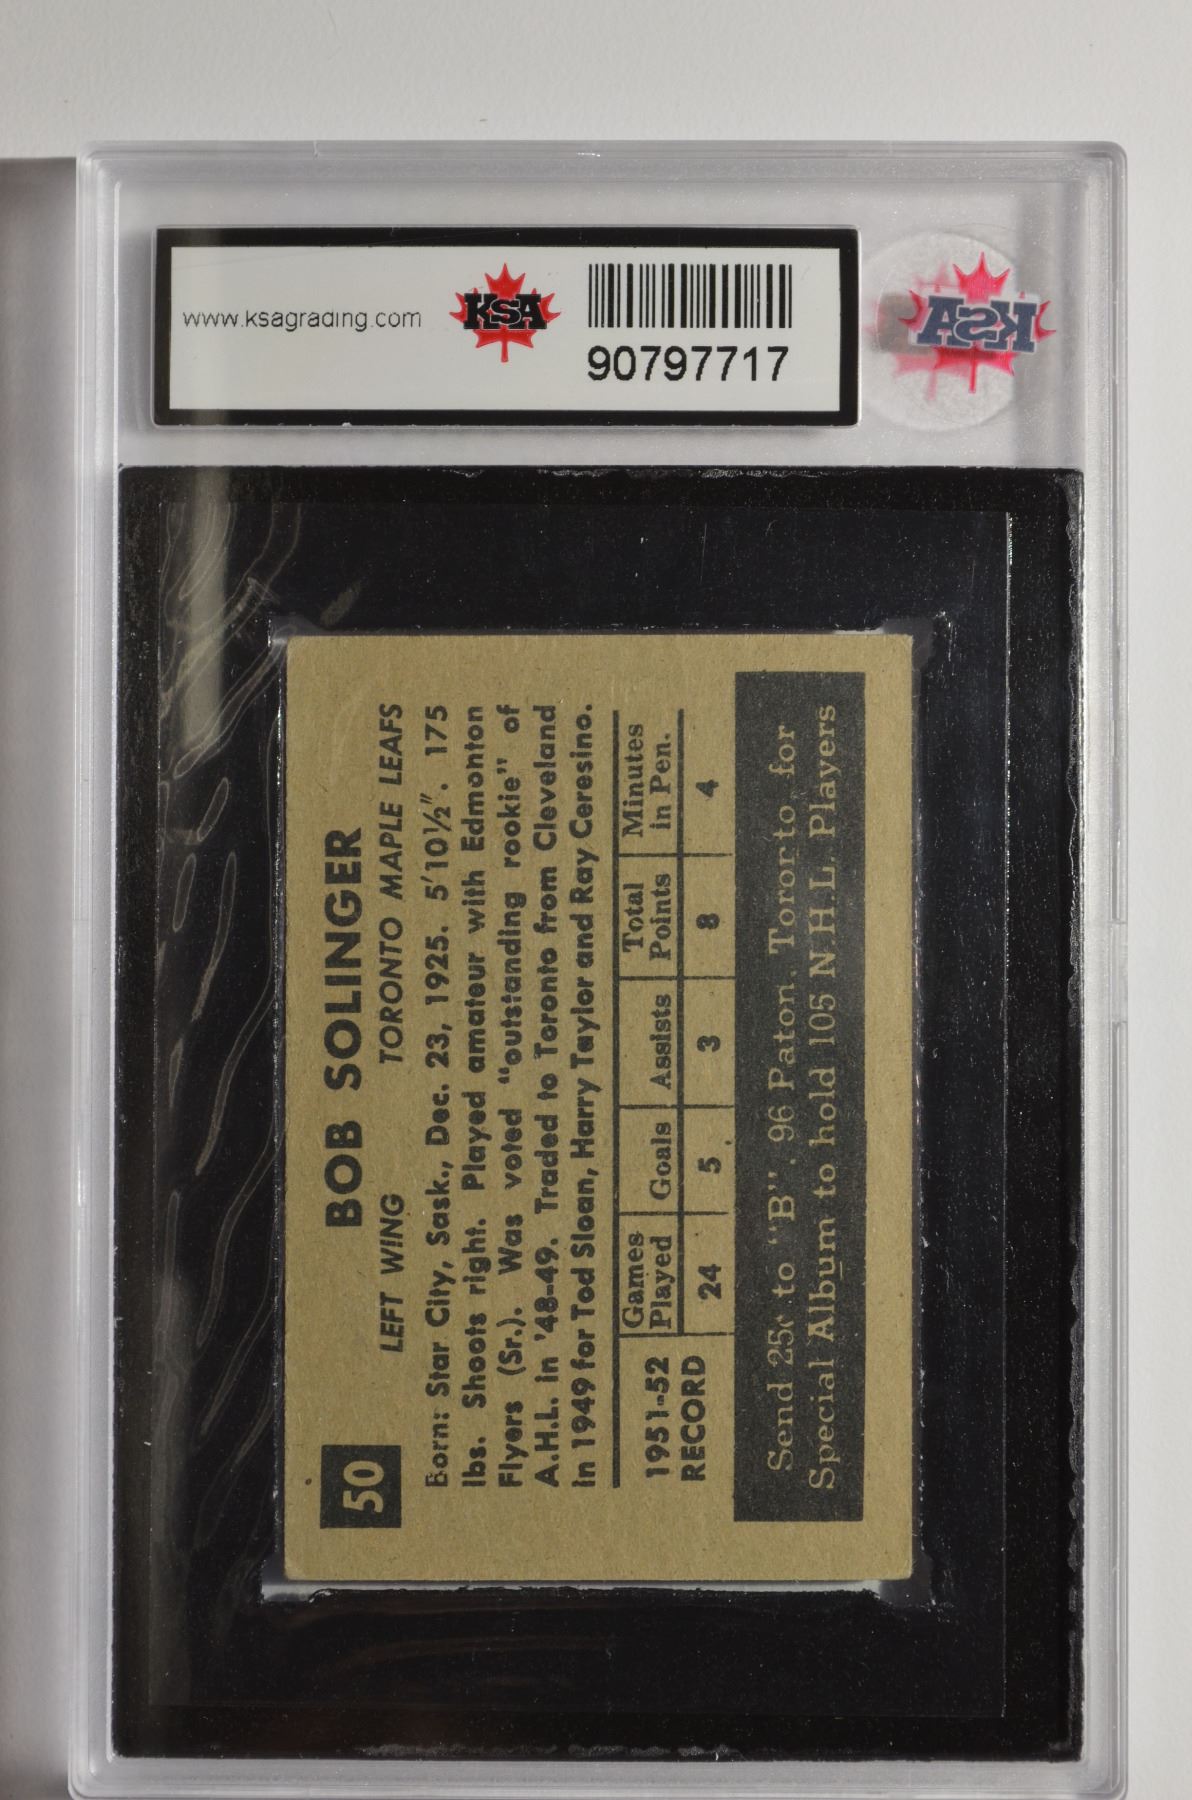 www.ksagrading.com
KSA
90797717
KSA
50
BOB SOLINGER
LEFT WING TORONTO MAPLE LEAFS
Born: Star City, Sask., Dec. 23, 1925. 5'10½". 175
lbs. Shoots right. Played amateur with Edmonton
Flyers (Sr.). Was voted "outstanding rookie" of
A.H.L. in '48-49. Traded to Toronto from Cleveland
in 1949 for Tod Sloan, Harry Taylor and Ray Ceresino.
1951-52 RECORD
Games Played Goals Assists Total Points Minutes in Pen.
24 5 3 8 4
Send 25¢ to "B". 96 Paton. Toronto, for
Special Album to hold 105 N.H.L. Players